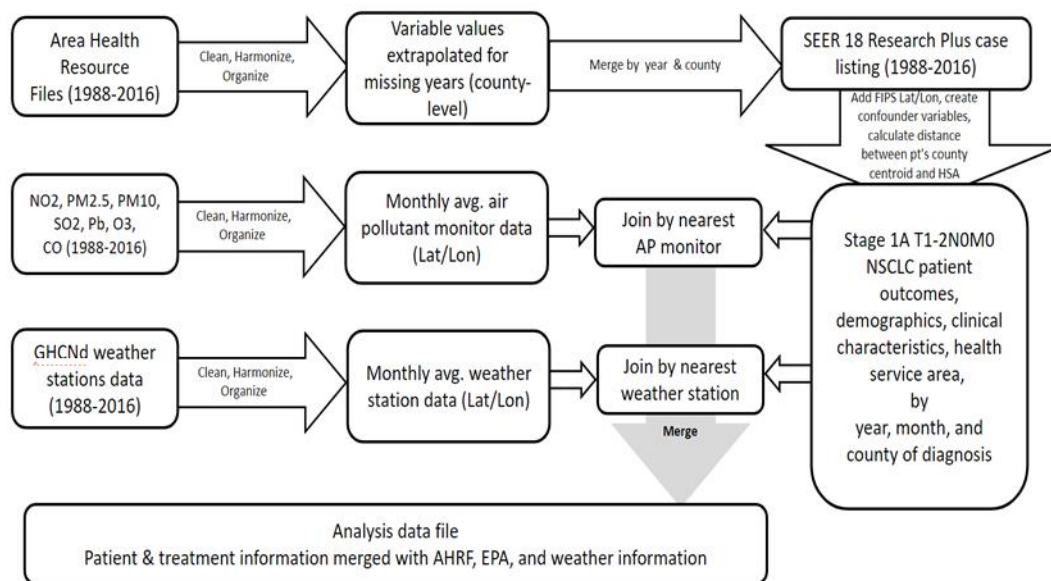 Area Health
Resource
Files (1988-2016)
Clean, Harmonize,
Organize
Variable values
extrapolated for
missing years (county-
level)
Merge by year & county
SEER 18 Research Plus case
listing (1988-2016)
Add FIPS Lat/Lon, create
confounder variables,
calculate distance
between pt's county
centroid and HSA
NO2, PM2.5, PM10,
SO2, Pb, O3,
CO (1988-2016)
Clean, Harmonize,
Organize
Monthly avg. air
pollutant monitor data
(Lat/Lon)
Join by nearest
AP monitor
Stage 1A T1-2N0M0
NSCLC patient
outcomes,
demographics, clinical
characteristics, health
service area,
by
year, month, and
county of diagnosis
GHCNd weather
stations data
(1988-2016)
Clean, Harmonize,
Organize
Monthly avg. weather
station data (Lat/Lon)
Join by nearest
weather station
Merge
Analysis data file
Patient & treatment information merged with AHRF, EPA, and weather information